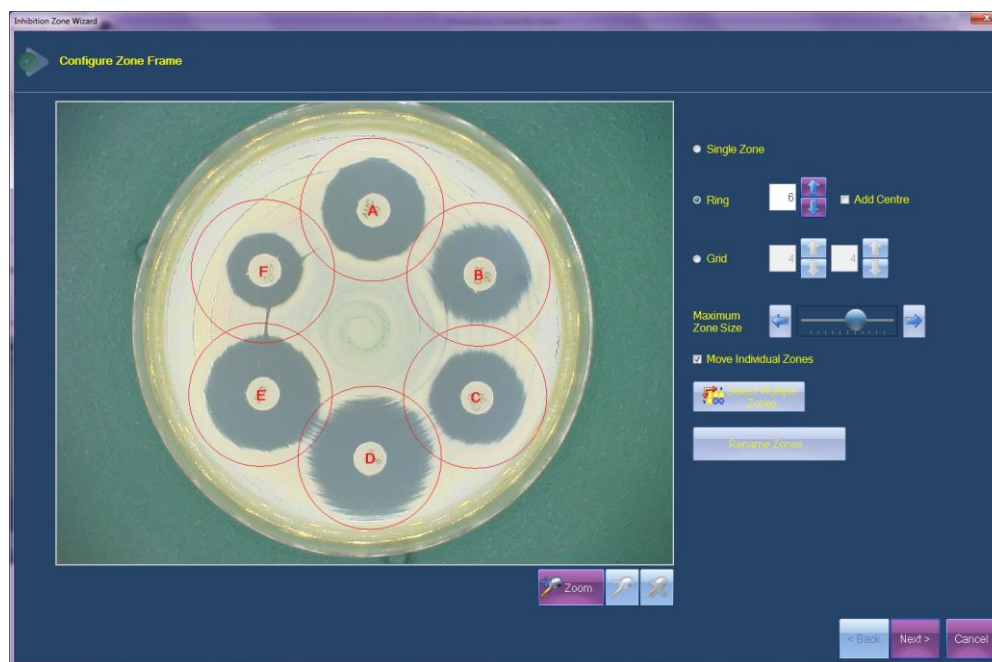 Inhibition Zone Wizard
Configure Zone Frame
A
B
C
D
E
F
Single Zone
Ring
6
Add Centre
Grid
4
4
Maximum
Zone Size
Move Individual Zones
Select Multiple
Zones
Rename Zones
Zoom
< Back
Next >
Cancel